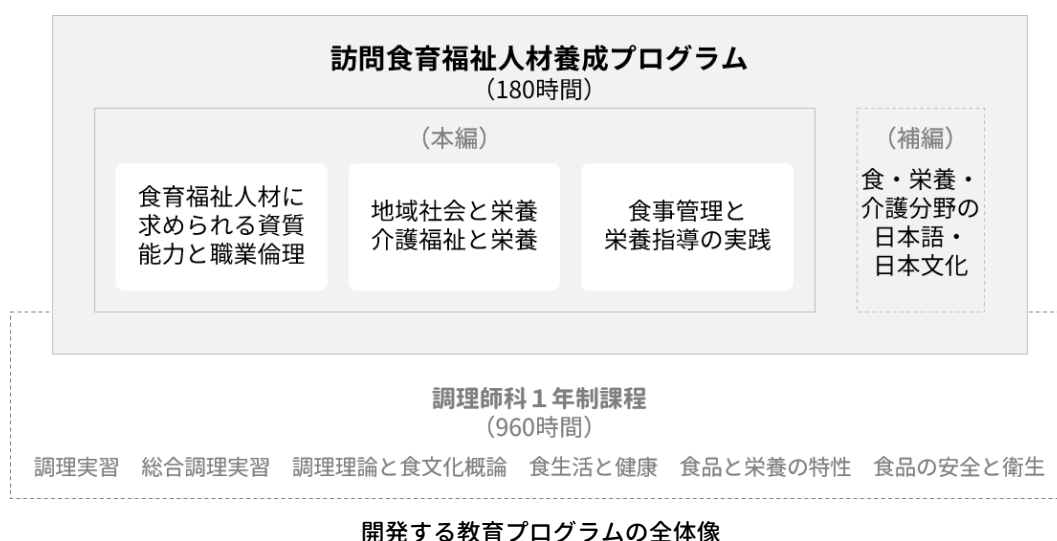 訪問食育福祉人材養成プログラム
（180時間）
（本編）
食育福祉人材に
求められる資質
能力と職業倫理
地域社会と栄養
介護福祉と栄養
食事管理と
栄養指導の実践
（補編）
食・栄養・
介護分野の
日本語・
日本文化
調理師科１年制課程
（960時間）
調理実習　総合調理実習　調理理論と食文化概論　食生活と健康　食品と栄養の特性　食品の安全と衛生
開発する教育プログラムの全体像